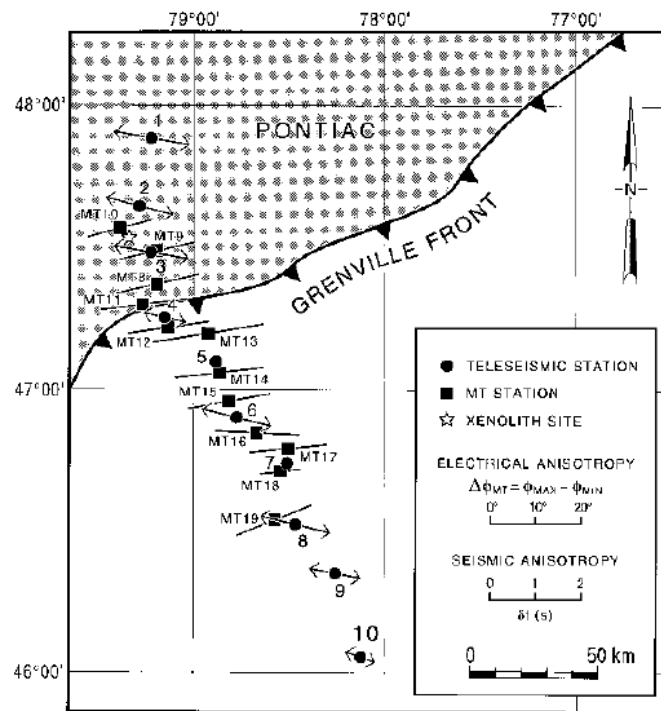 79°00' 78°00' 77°00'
48°00'
1
PONTIAC
N
2
MT10
MT9
3
MT8
GRENVILLE FRONT
MT11
4
MT12
MT13
47°00'
5
MT14
MT15
6
MT16
MT17
7
MT18
MT19
8
9
10
46°00'
TELESEISMIC STATION
MT STATION
XENOLITH SITE
ELECTRICAL ANISOTROPY
ΔϕMT = ϕMAX − ϕMIN
0° 10° 20°
SEISMIC ANISOTROPY
0 1 2
δt (s)
0 50 km